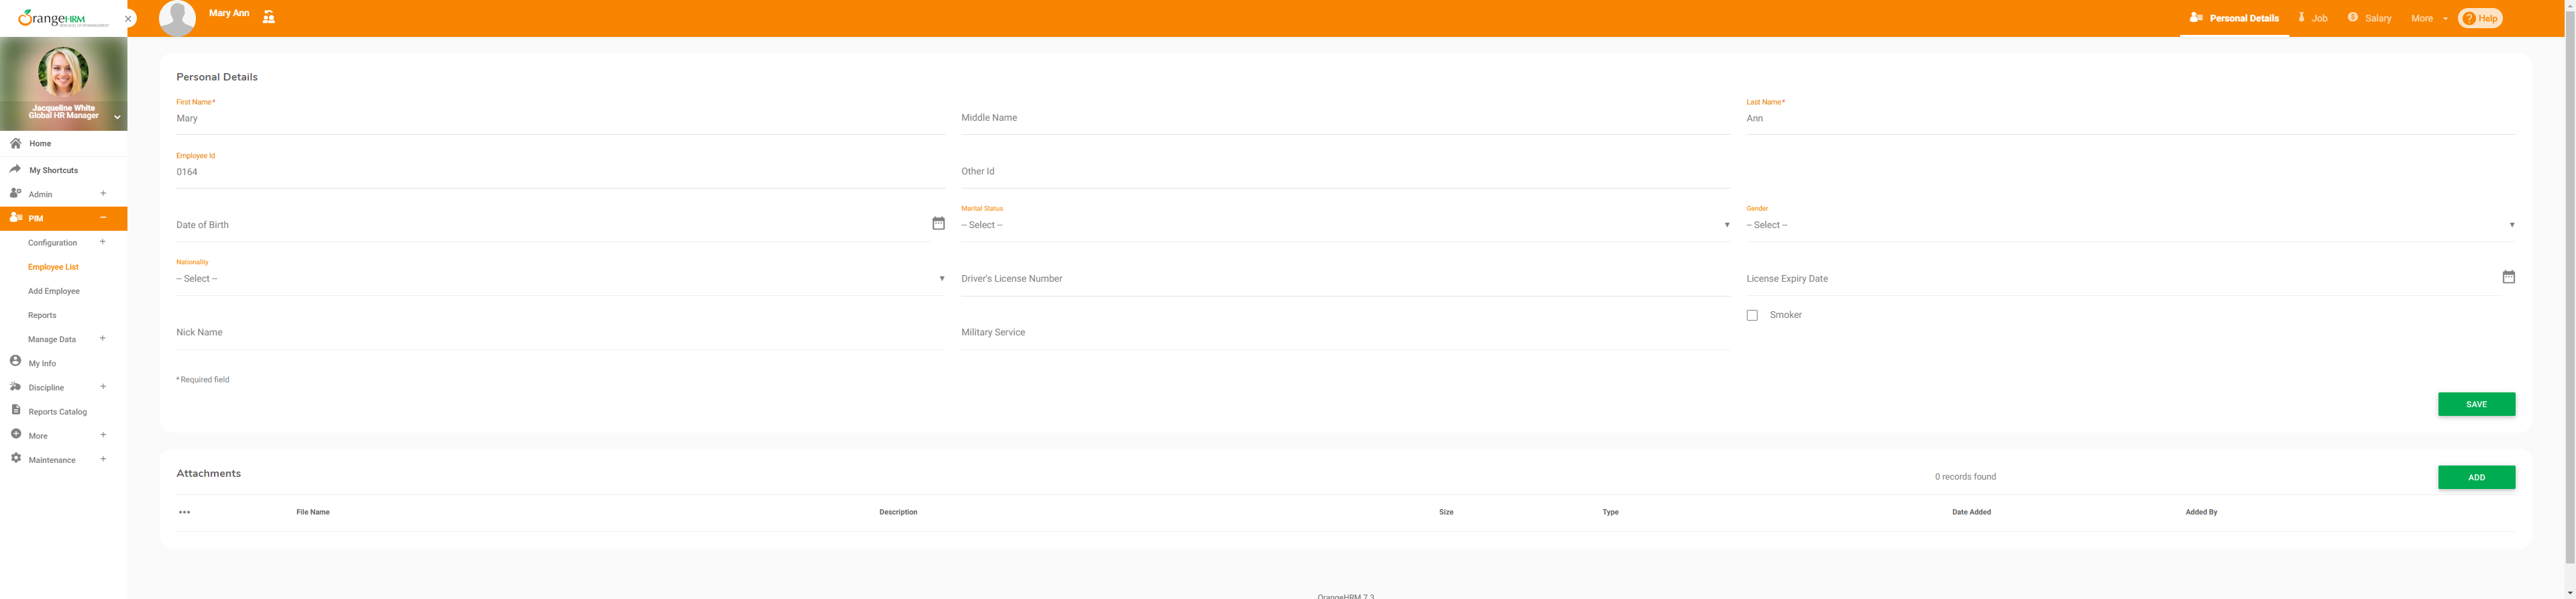 OrangeHRM
Mary Ann
Personal Details
Job
Salary
More
? Help
Jacqueline White
Global HR Manager
Home
My Shortcuts
Admin +
PIM –
Configuration +
Employee List
Add Employee
Reports
Manage Data +
My Info
Discipline +
Reports Catalog
More +
Maintenance +
Personal Details
First Name*
Mary
Middle Name
Last Name*
Ann
Employee Id
0164
Other Id
Date of Birth
Marital Status
-- Select --
Gender
-- Select --
Nationality
-- Select --
Driver's License Number
License Expiry Date
Nick Name
Military Service
Smoker
* Required field
SAVE
Attachments
0 records found
ADD
File Name Description Size Type Date Added Added By
OrangeHRM 7.3